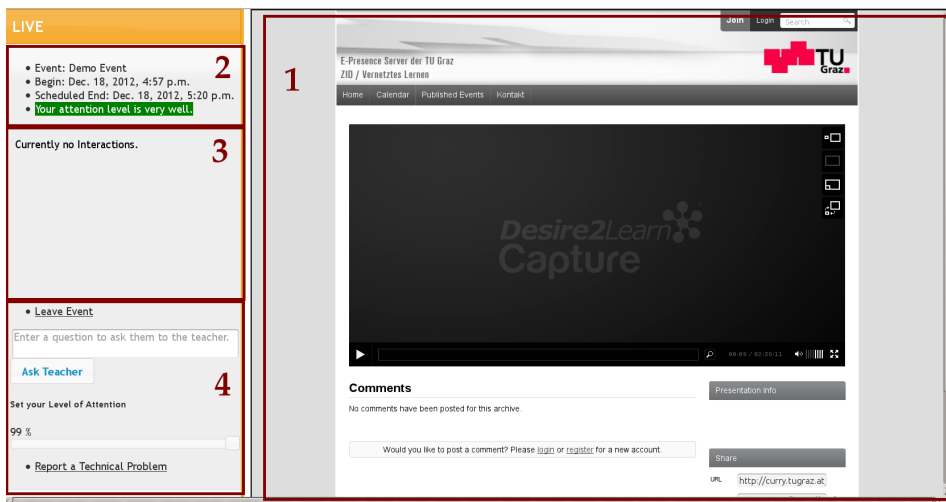 LIVE
2
Event: Demo Event
Begin: Dec. 18, 2012, 4:57 p.m.
Scheduled End: Dec. 18, 2012, 5:20 p.m.
Your attention level is very well.
Currently no Interactions.
3
Leave Event
Enter a question to ask them to the teacher.
Ask Teacher
4
Set your Level of Attention
99 %
Report a Technical Problem
1
Join Login Search
E-Presence Server der TU Graz
ZID / Vernetztes Lernen
TU
Graz
Home Calendar Published Events Kontakt
Desire2Learn
Capture
00:09 / 02:39:11
Comments
No comments have been posted for this archive.
Would you like to post a comment? Please login or register for a new account.
Presentation info
Share
URL http://curry.tugraz.at